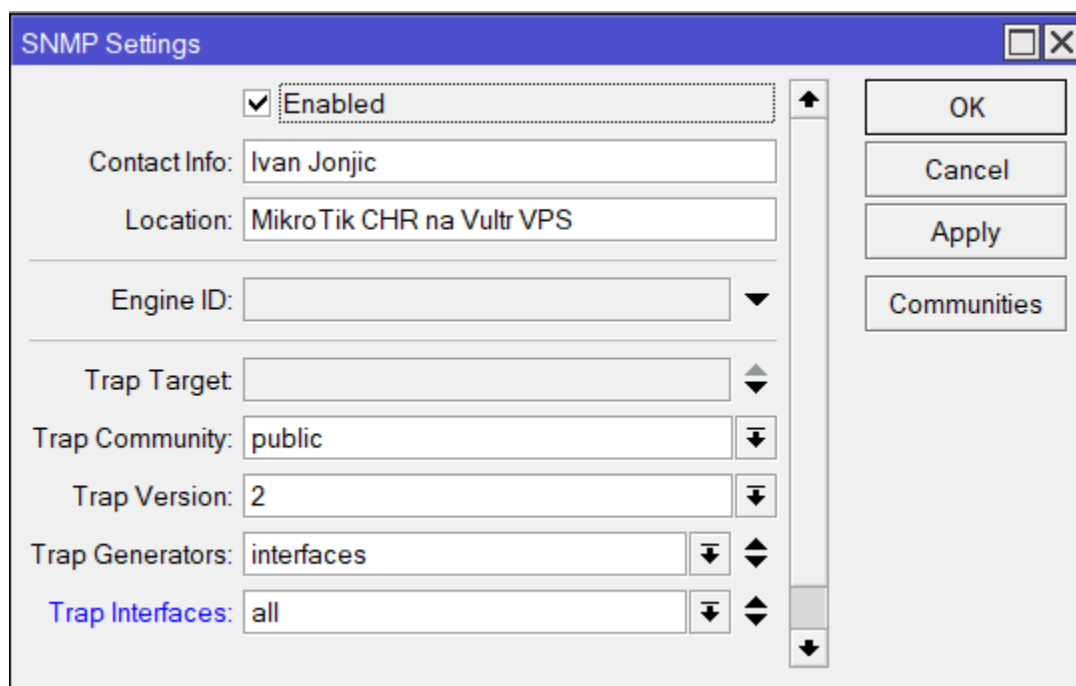 SNMP Settings
Enabled
OK
Contact Info: Ivan Jonjic
Cancel
Location: MikroTik CHR na Vultr VPS
Apply
Engine ID:
Communities
Trap Target:
Trap Community: public
Trap Version: 2
Trap Generators: interfaces
Trap Interfaces: all